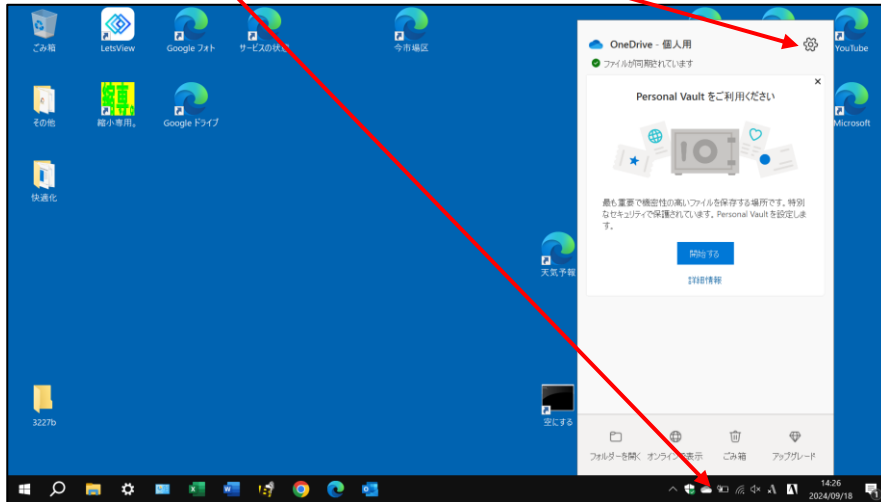 ごみ箱
LetsView
Google フォト
サービスの状
今市場区
YouTube
その他
縮小専用。
Google ドライブ
Microsoft
快適化
天気予報
3227b
空にする
OneDrive - 個人用
ファイルが同期されています
Personal Vault をご利用ください
最も重要で機密性の高いファイルを保存する場所です。特別
なセキュリティで保護されています。Personal Vault を設定しま
す。
開始する
詳細情報
フォルダーを開く
オンラインで表示
ごみ箱
アップグレード
14:26
2024/09/18